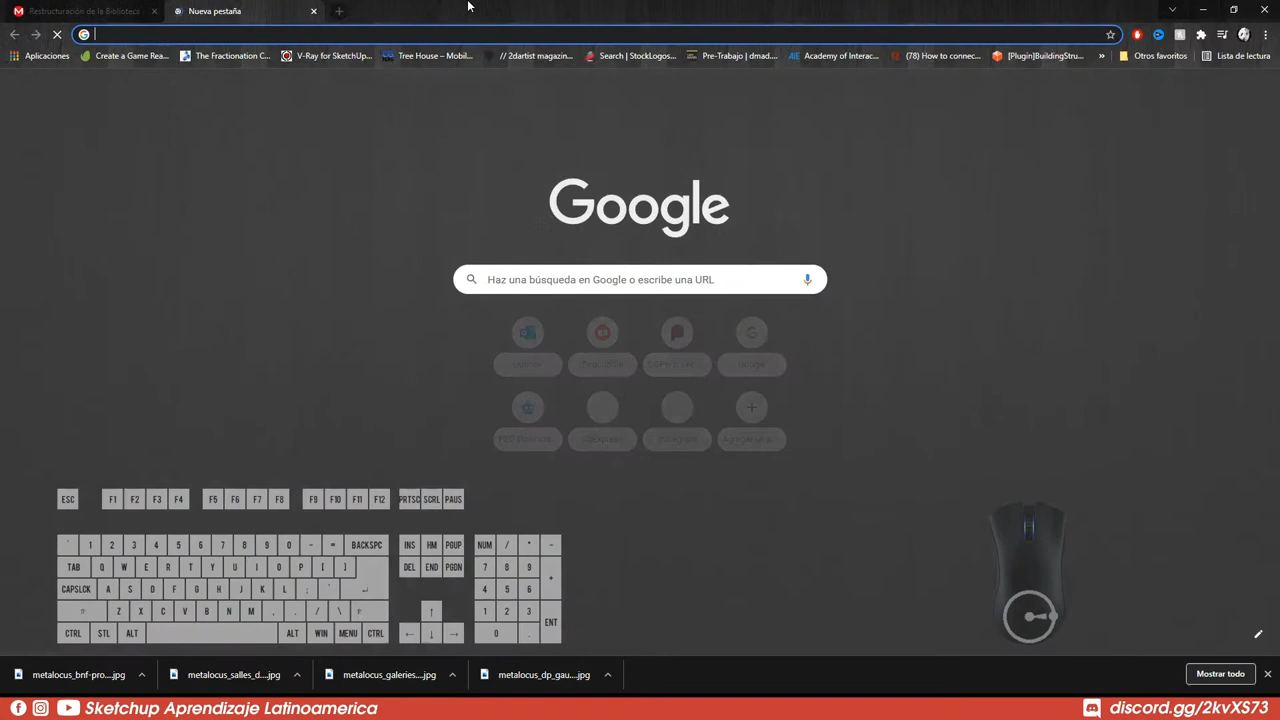 Restructuración de la Biblioteca
Nueva pestaña
Aplicaciones
Create a Game Rea...
The Fractionation C...
V-Ray for SketchUp...
Tree House – Mobil...
// 2dartist magazin...
Search | StockLogos...
Pre-Trabajo | dmad....
Academy of Interac...
(78) How to connec...
[Plugin]BuildingStru...
»
Otros favoritos
Lista de lectura
Google
Haz una búsqueda en Google o escribe una URL
Google
ESC F1 F2 F3 F4 F5 F6 F7 F8 F9 F10 F11 F12 PRTSC SCRL PAUS
` 1 2 3 4 5 6 7 8 9 0 - = BACKSPC INS HM PGUP NUM / * -
TAB Q W E R T Y U I O P [ ] DEL END PGDN 7 8 9 +
CAPSLCK A S D F G H J K L ; ' 4 5 6
Z X C V B N M , . / \ ↑ 1 2 3 ENT
CTRL STL ALT ALT WIN MENU CTRL ← ↓ → 0 .
metalocus_bnf-pro....jpg
metalocus_salles_d....jpg
metalocus_galeries....jpg
metalocus_dp_gau....jpg
Mostrar todo
Sketchup Aprendizaje Latinoamerica
discord.gg/2kvXS73